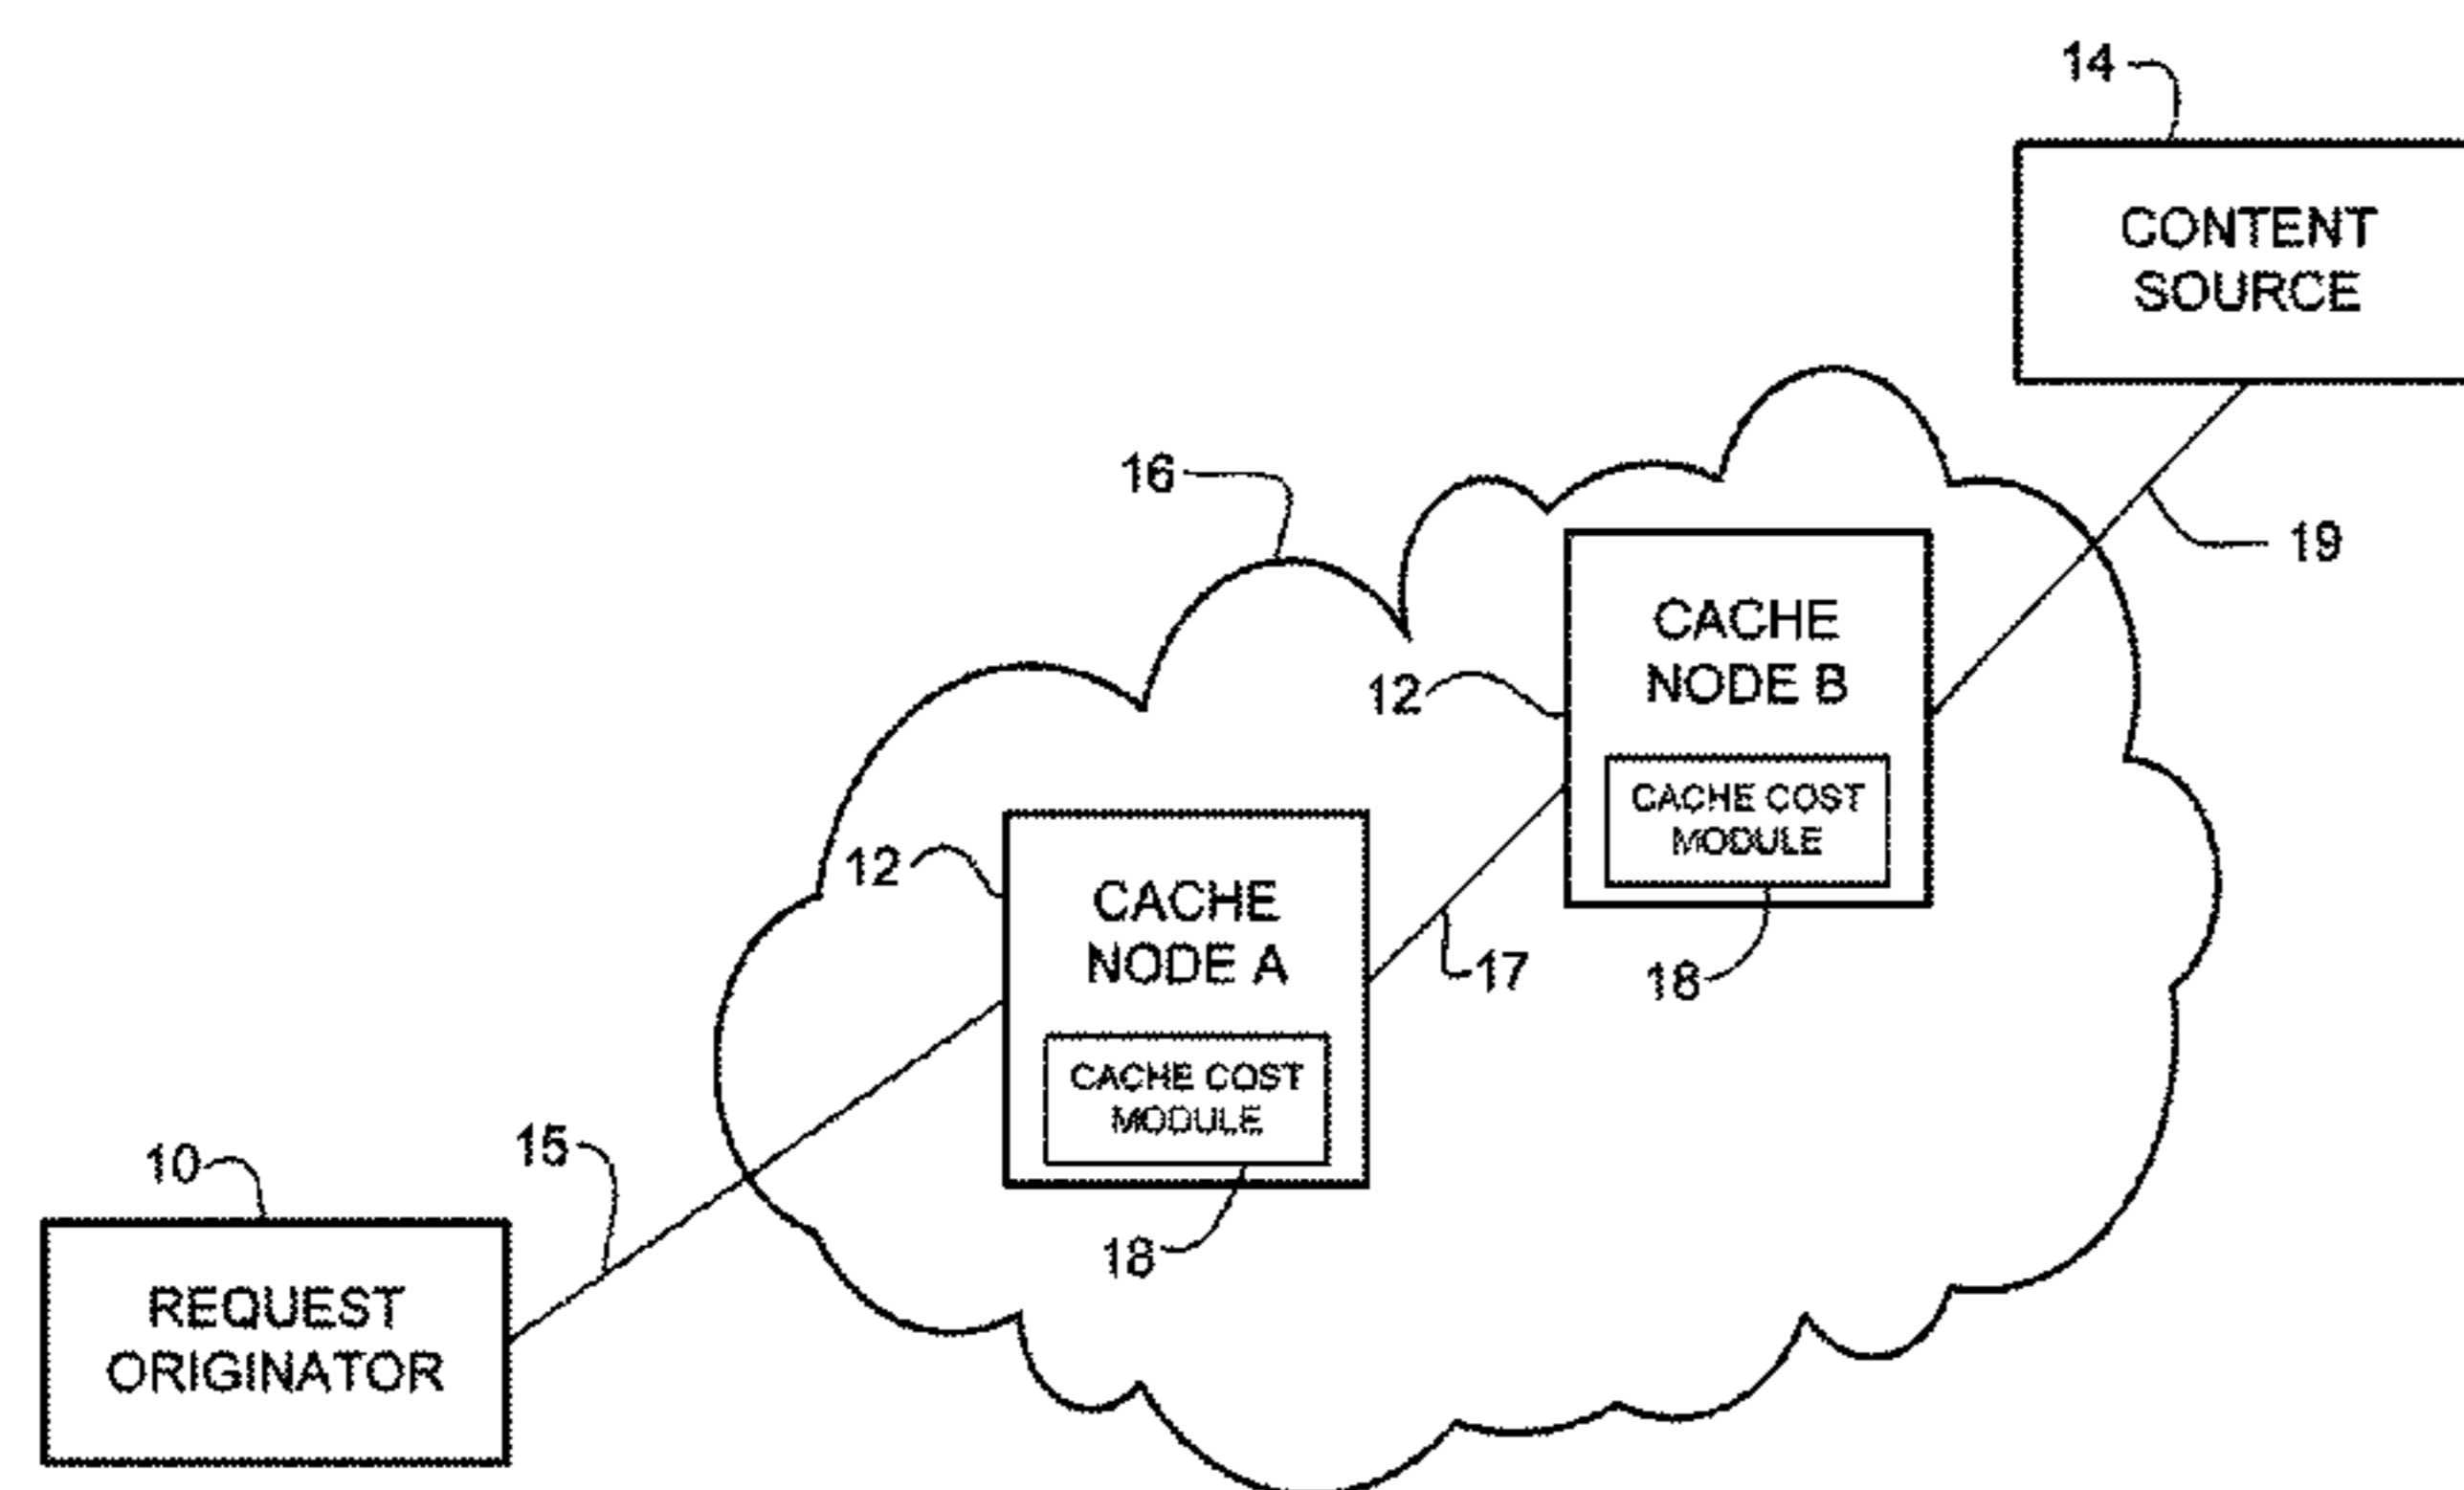 14
CONTENT
SOURCE
16
19
CACHE
NODE B
12
CACHE COST
MODULE
12
CACHE
NODE A
17
18
CACHE COST
MODULE
10
15
18
REQUEST
ORIGINATOR